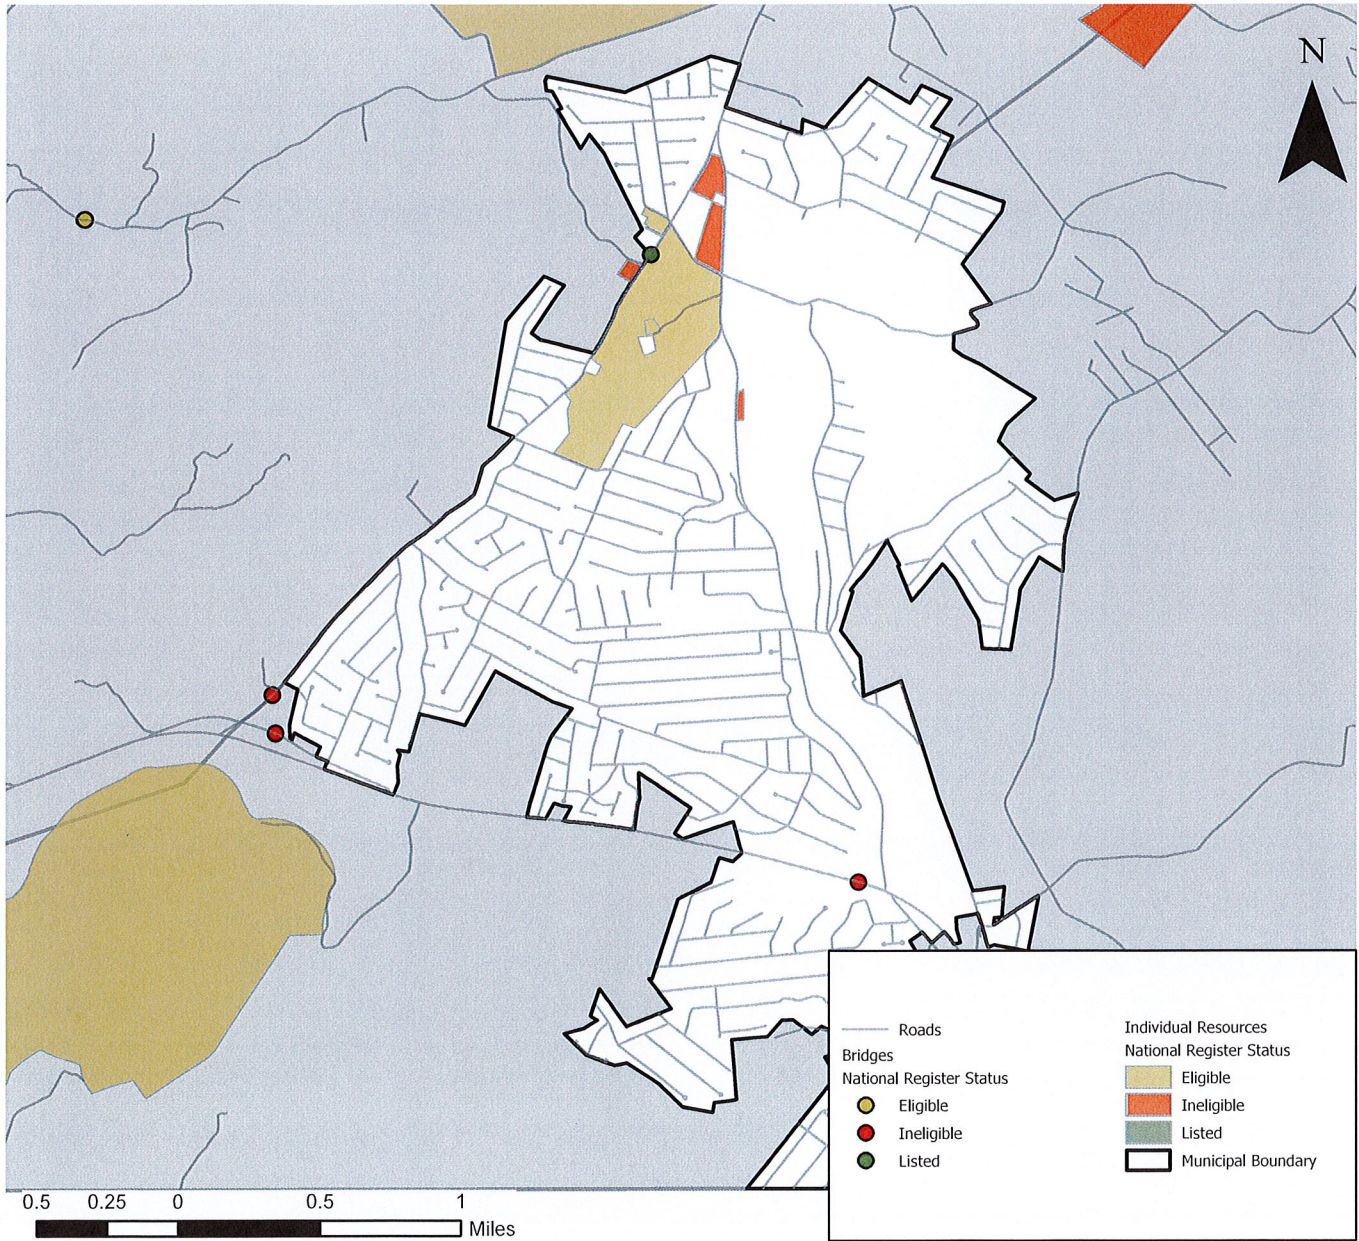 N
Roads
Bridges
National Register Status
Eligible
Ineligible
Listed
Individual Resources
National Register Status
Eligible
Ineligible
Listed
Municipal Boundary
0.5 0.25 0 0.5 1
Miles